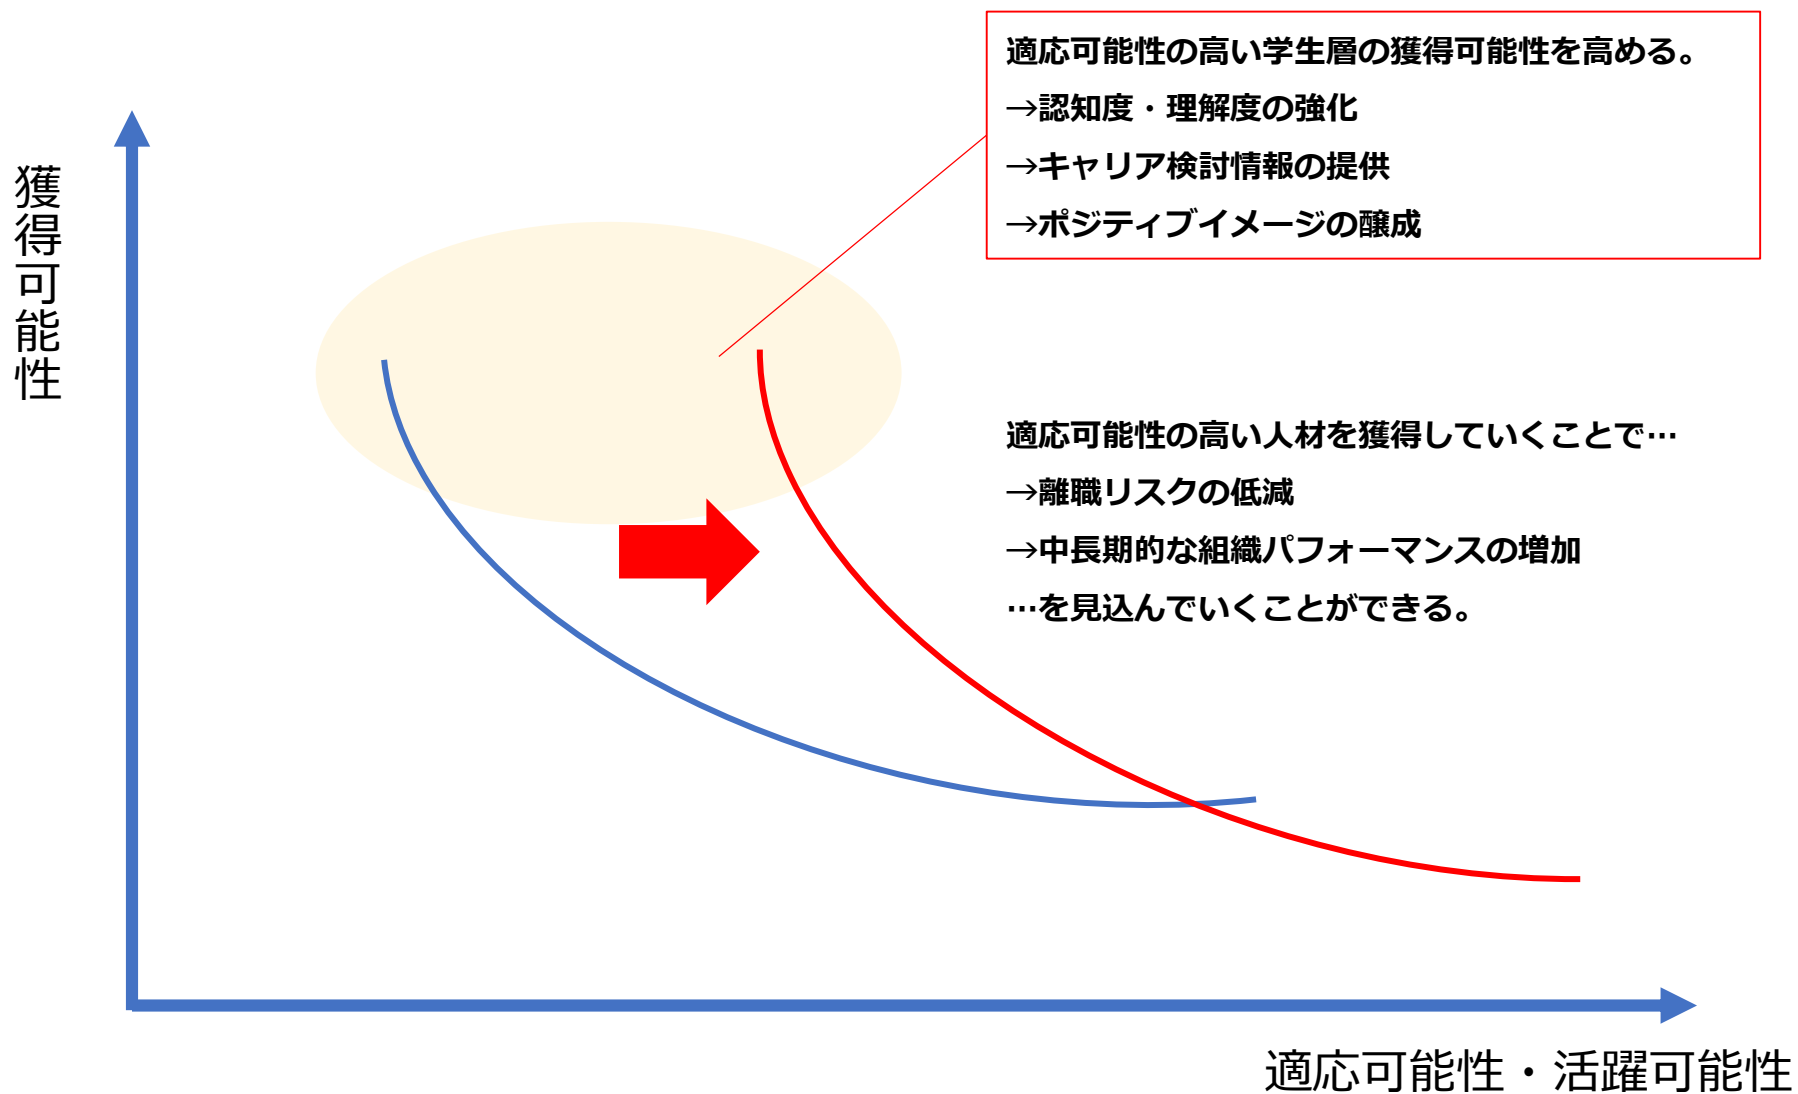 適応可能性の高い学生層の獲得可能性を高める。
→認知度・理解度の強化
→キャリア検討情報の提供
→ポジティブイメージの醸成
獲得可能性
適応可能性の高い人材を獲得していくことで…
→離職リスクの低減
→中長期的な組織パフォーマンスの増加
…を見込んでいくことができる。
適応可能性・活躍可能性